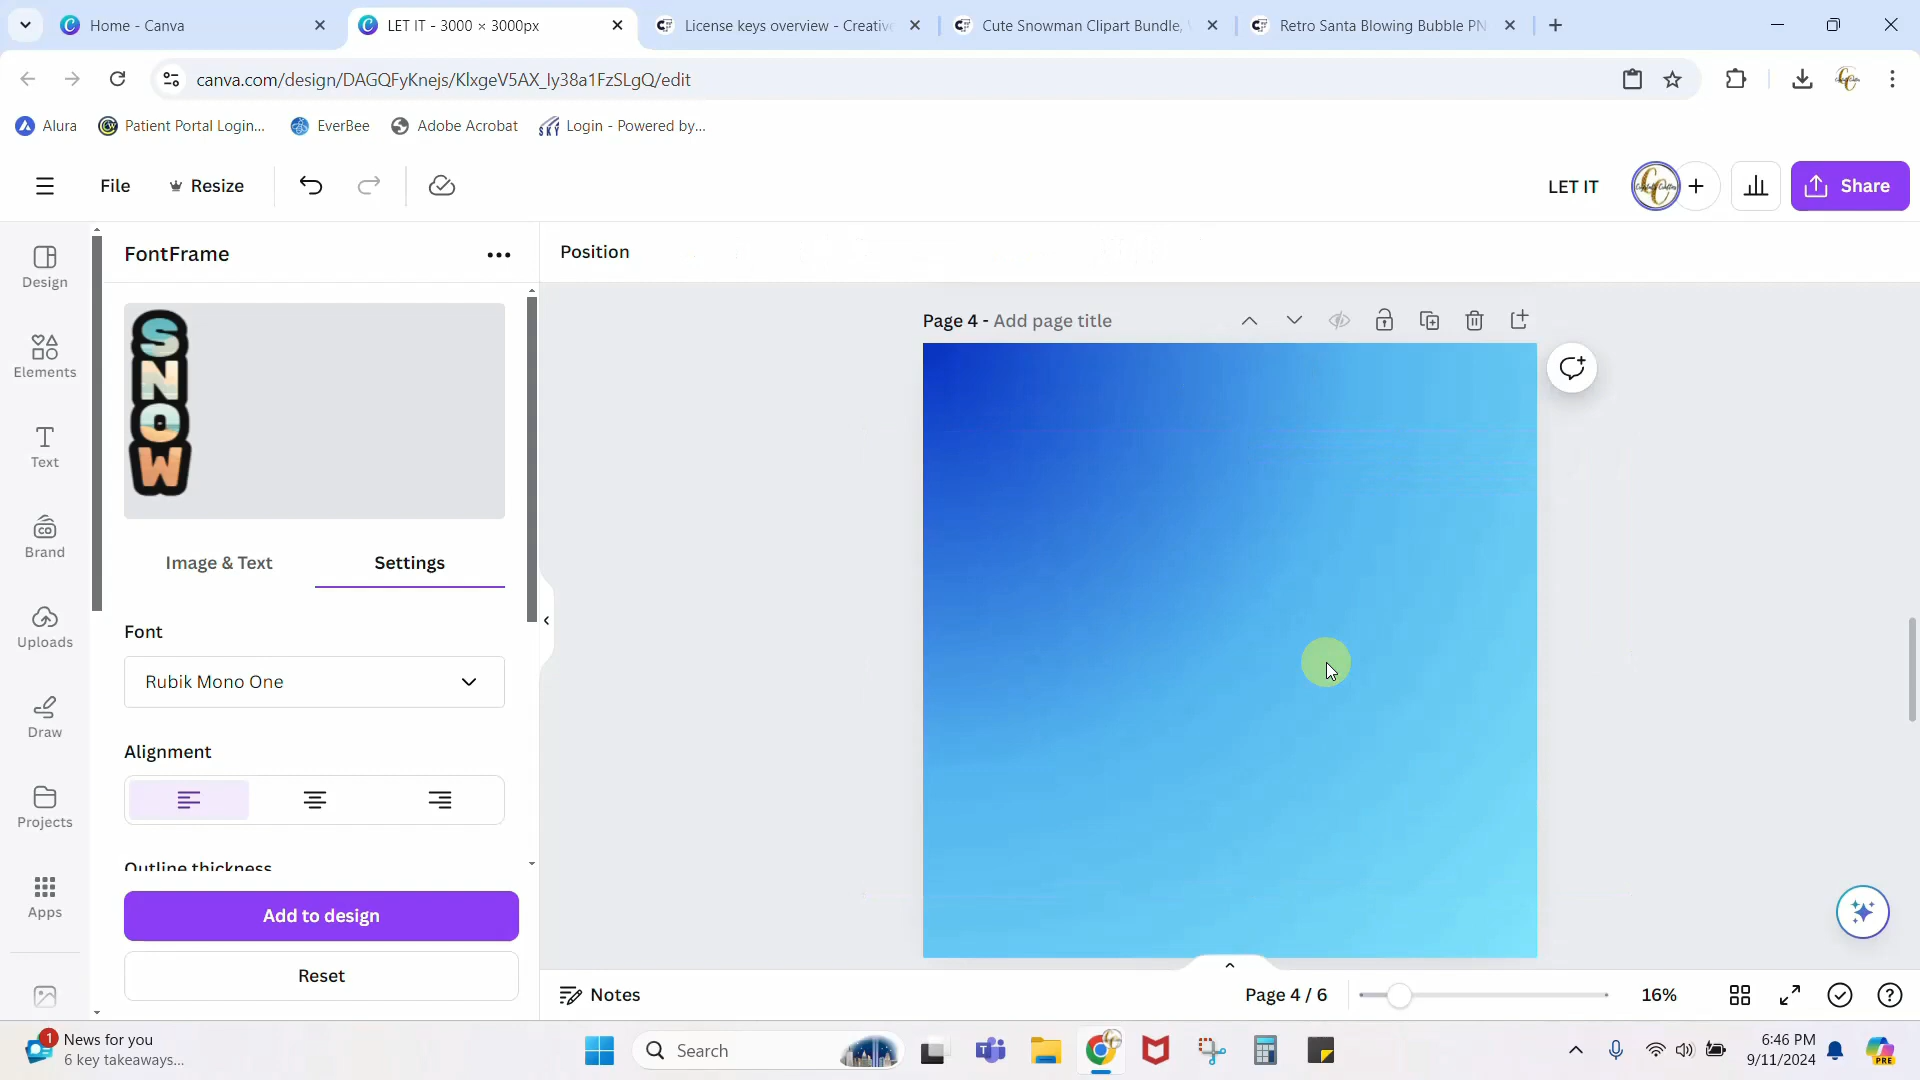 Home - Canva
LET IT - 3000 × 3000px
License keys overview - Creative
Cute Snowman Clipart Bundle,
Retro Santa Blowing Bubble PN
canva.com/design/DAGQFyKnejs/KlxgeV5AX_Iy38a1FzSLgQ/edit
Alura
Patient Portal Login...
EverBee
Adobe Acrobat
Login - Powered by...
File
Resize
LET IT
Share
FontFrame
Position
Design
Elements
Text
Brand
Uploads
Draw
Projects
Apps
SNOW
Image & Text
Settings
Font
Rubik Mono One
Alignment
Outline thickness
Add to design
Reset
Page 4 - Add page title
Notes
Page 4 / 6
16%
1
News for you
6 key takeaways...
Search
6:46 PM
9/11/2024
PRE